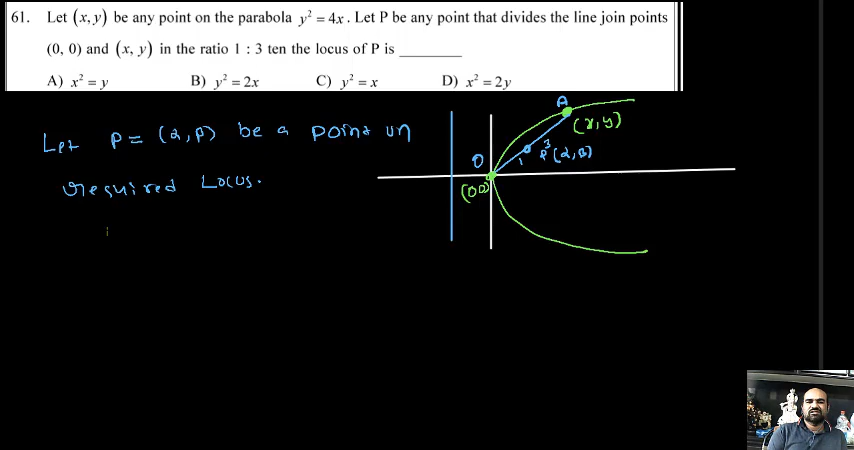 61. Let (x, y) be any point on the parabola y² = 4x. Let P be any point that divides the line join points
(0, 0) and (x, y) in the ratio 1 : 3 ten the locus of P is ________
A) x² = y B) y² = 2x C) y² = x D) x² = 2y
Let P = (α, β) be a point on
required Locus.
A
(x, y)
3
P (α, β)
1
O
(00)